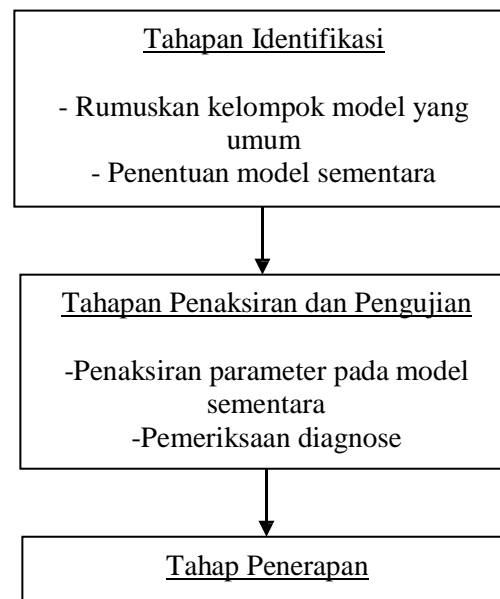 Tahapan Identifikasi
- Rumuskan kelompok model yang
umum
- Penentuan model sementara
Tahapan Penaksiran dan Pengujian
-Penaksiran parameter pada model
sementara
-Pemeriksaan diagnose
Tahap Penerapan